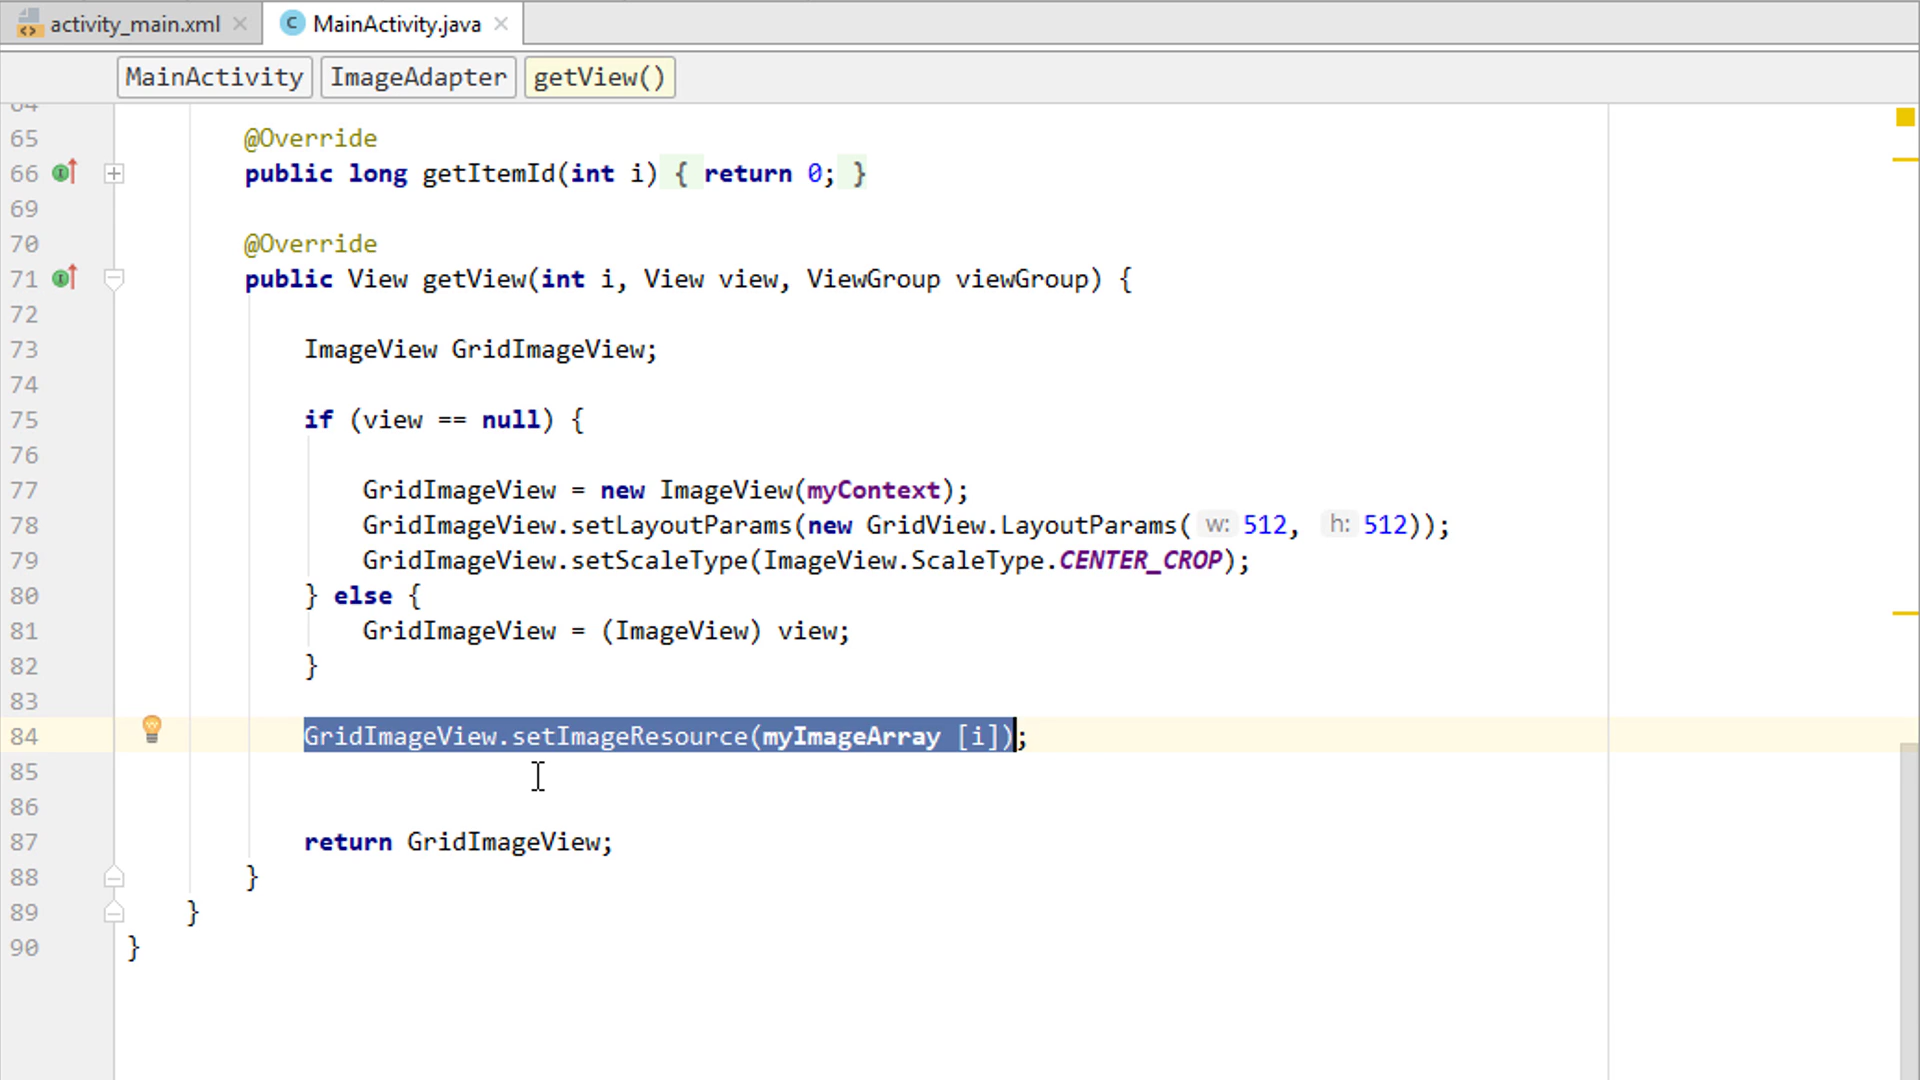 activity_main.xml MainActivity.java
MainActivity ImageAdapter getView()
64
65 @Override
66 public long getItemId(int i) { return 0; }
69
70 @Override
71 public View getView(int i, View view, ViewGroup viewGroup) {
72
73 ImageView GridImageView;
74
75 if (view == null) {
76
77 GridImageView = new ImageView(myContext);
78 GridImageView.setLayoutParams(new GridView.LayoutParams( w: 512, h: 512));
79 GridImageView.setScaleType(ImageView.ScaleType.CENTER_CROP);
80 } else {
81 GridImageView = (ImageView) view;
82 }
83
84 GridImageView.setImageResource(myImageArray [i]);
85
86
87 return GridImageView;
88 }
89 }
90 }